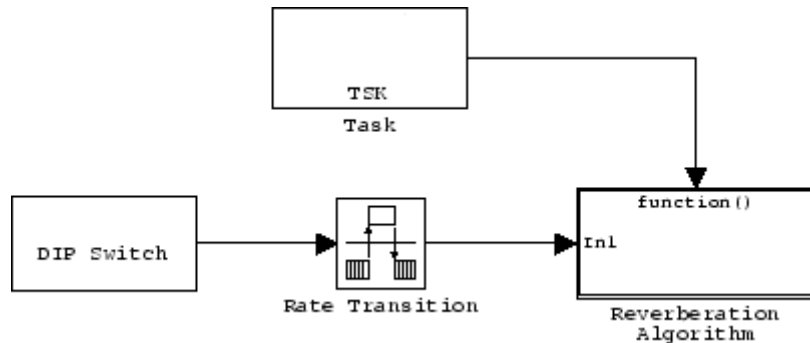 TSK
Task
function()
DIP Switch
In1
Rate Transition
Reverberation
Algorithm